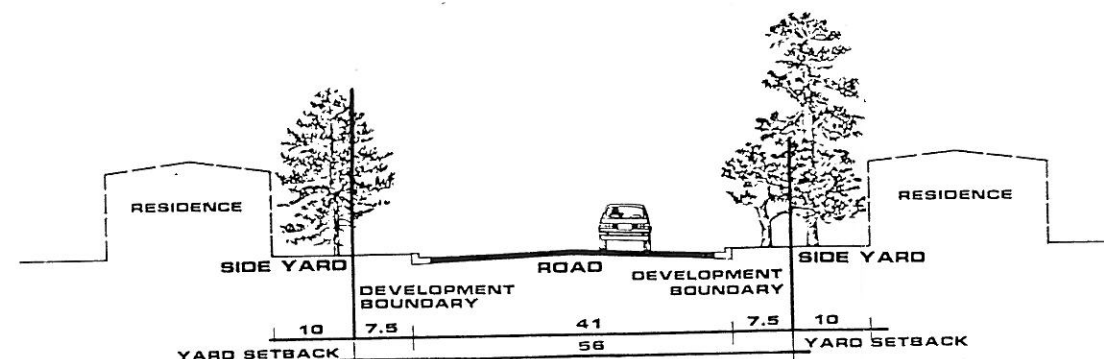 RESIDENCE
RESIDENCE
SIDE YARD
ROAD
SIDE YARD
DEVELOPMENT
BOUNDARY
DEVELOPMENT
BOUNDARY
10 7.5 41 7.5 10
YARD SETBACK 56 YARD SETBACK